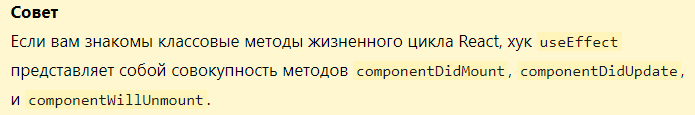 Совет
Если вам знакомы классовые методы жизненного цикла React, хук useEffect
представляет собой совокупность методов componentDidMount, componentDidUpdate,
и componentWillUnmount.